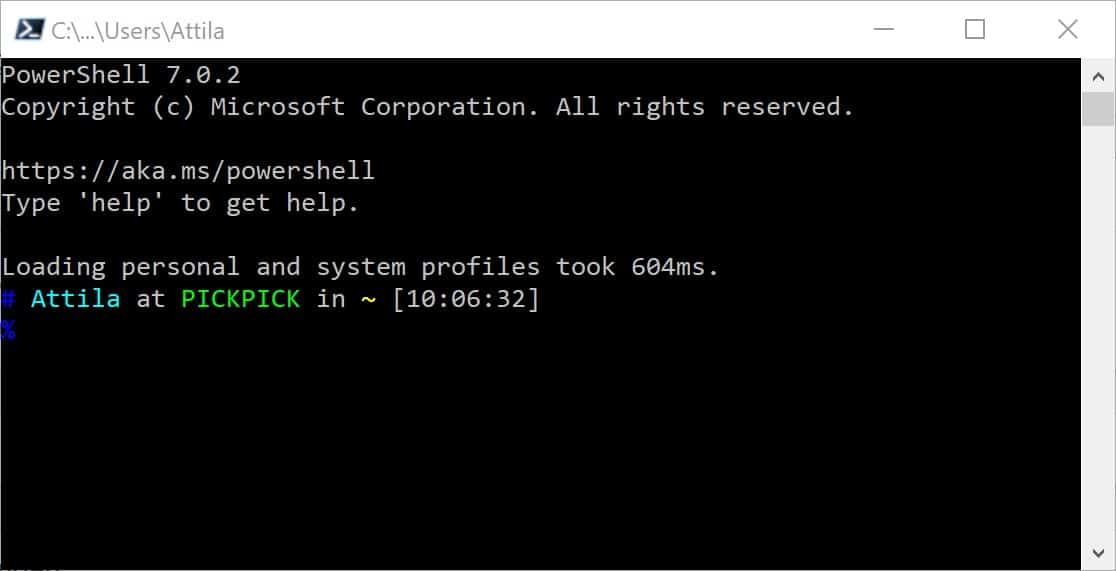 C:\...\Users\Attila
PowerShell 7.0.2
Copyright (c) Microsoft Corporation. All rights reserved.
https://aka.ms/powershell
Type 'help' to get help.
Loading personal and system profiles took 604ms.
# Attila at PICKPICK in ~ [10:06:32]
%